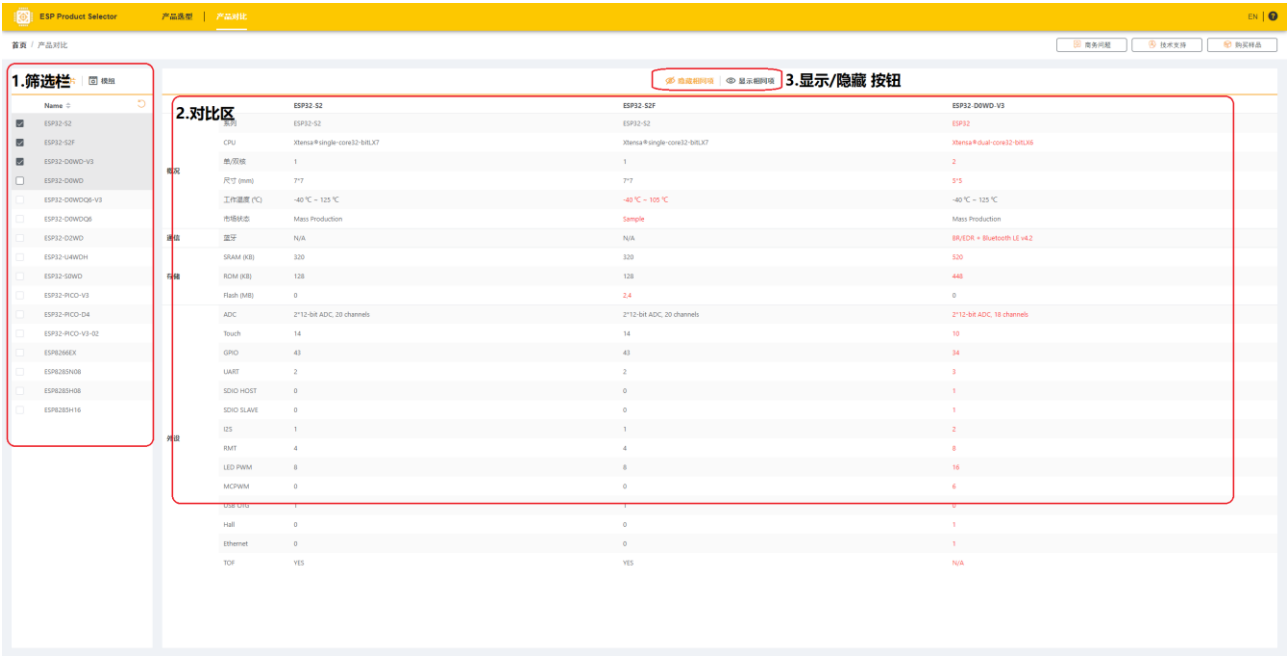 ESP Product Selector 产品选型 产品对比 EN
首页 / 产品对比 商务问题 技术支持 购买样品
1.筛选栏 模组 隐藏相同项 显示相同项 3.显示/隐藏 按钮
Name
2.对比区
ESP32-S2 ESP32-S2F ESP32-D0WD-V3
ESP32-S2 系列 ESP32-S2 ESP32-S2 ESP32
ESP32-S2F CPU Xtensa®single-core32-bitLX7 Xtensa®single-core32-bitLX7 Xtensa®dual-core32-bitLX6
ESP32-D0WD-V3 单/双核 1 1 2
概况
ESP32-D0WD 尺寸 (mm) 7*7 7*7 5*5
ESP32-D0WDQ6-V3 工作温度 (℃) -40 ℃ ~ 125 ℃ -40 ℃ ~ 105 ℃ -40 ℃ ~ 125 ℃
ESP32-D0WDQ6 市场状态 Mass Production Sample Mass Production
ESP32-D2WD 通信 蓝牙 N/A N/A BR/EDR + Bluetooth LE v4.2
ESP32-U4WDH SRAM (KB) 320 320 520
ESP32-S0WD 存储 ROM (KB) 128 128 448
ESP32-PICO-V3 Flash (MB) 0 2,4 0
ESP32-PICO-D4 ADC 2*12-bit ADC, 20 channels 2*12-bit ADC, 20 channels 2*12-bit ADC, 18 channels
ESP32-PICO-V3-02 Touch 14 14 10
ESP8266EX GPIO 43 43 34
ESP8285N08 UART 2 2 3
ESP8285H08 SDIO HOST 0 0 1
ESP8285H16 SDIO SLAVE 0 0 1
I2S 1 1 2
外设
RMT 4 4 8
LED PWM 8 8 16
MCPWM 0 0 6
USB OTG 1 1 0
Hall 0 0 1
Ethernet 0 0 1
TOF YES YES N/A